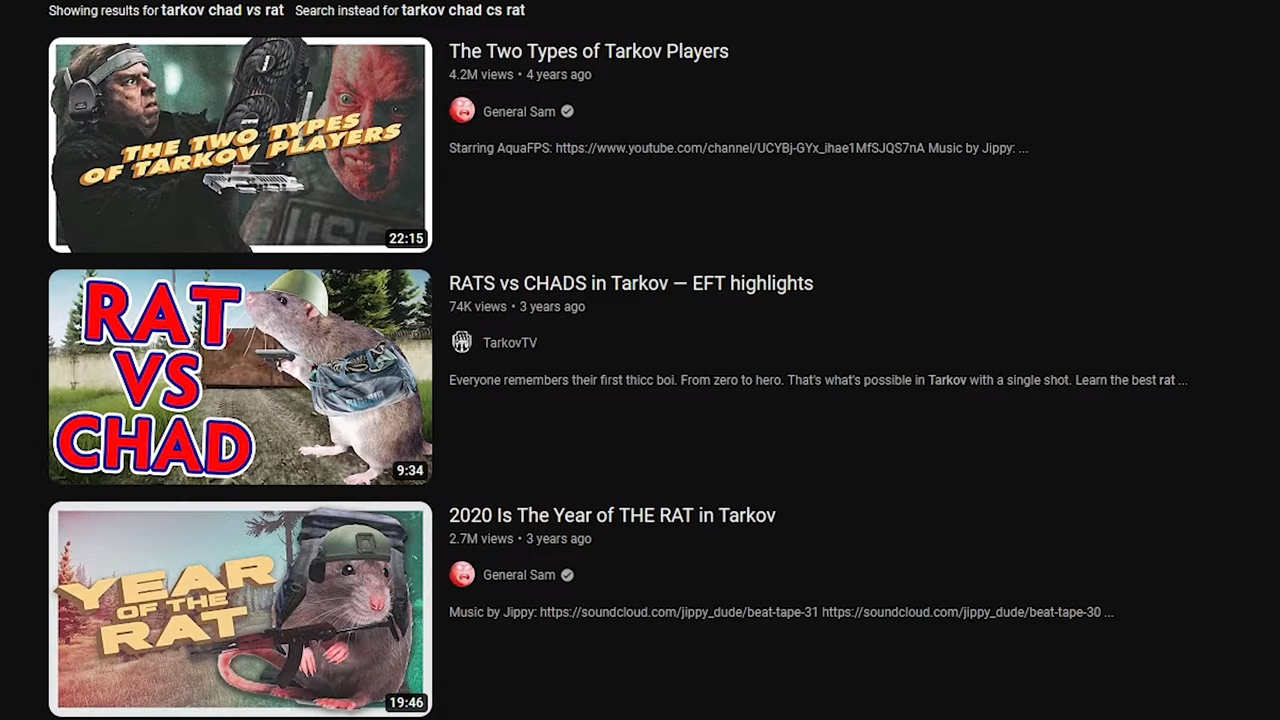 Showing results for tarkov chad vs rat Search instead for tarkov chad cs rat
THE TWO TYPES
OF TARKOV PLAYERS
22:15
The Two Types of Tarkov Players
4.2M views • 4 years ago
General Sam
Starring AquaFPS: https://www.youtube.com/channel/UCYBj-GYx_ihae1MfSJQS7nA Music by Jippy: ...
RAT
VS
CHAD
9:34
RATS vs CHADS in Tarkov — EFT highlights
74K views • 3 years ago
TarkovTV
Everyone remembers their first thicc boi. From zero to hero. That's what's possible in Tarkov with a single shot. Learn the best rat ...
YEAR
OF THE
RAT
19:46
2020 Is The Year of THE RAT in Tarkov
2.7M views • 3 years ago
General Sam
Music by Jippy: https://soundcloud.com/jippy_dude/beat-tape-31 https://soundcloud.com/jippy_dude/beat-tape-30 ...